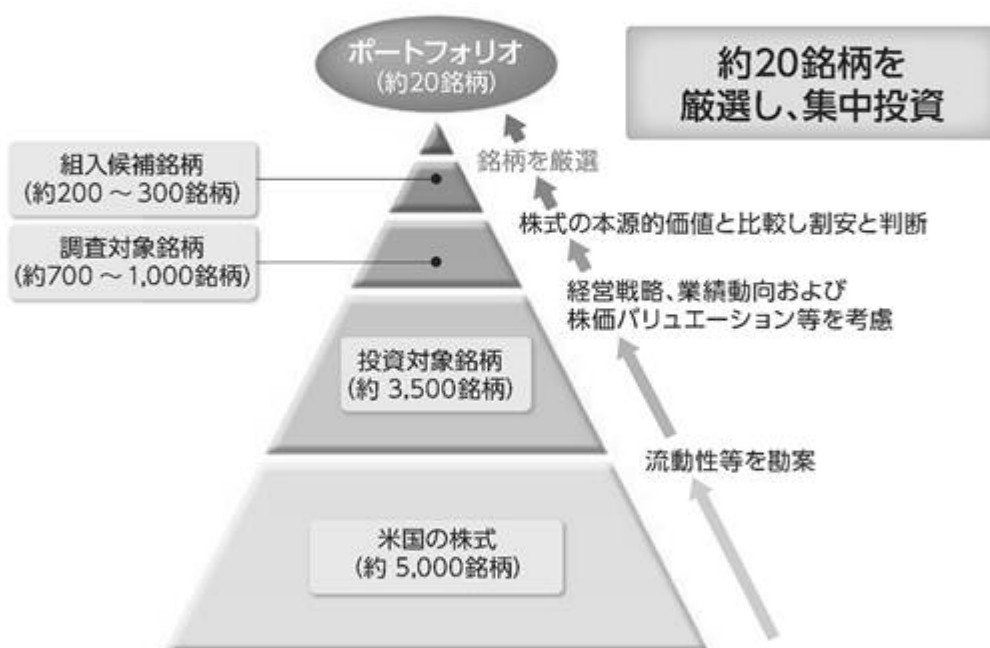 ポートフォリオ
(約20銘柄)
約20銘柄を
厳選し、集中投資
銘柄を厳選
組入候補銘柄
(約200 ~ 300銘柄)
株式の本源的価値と比較し割安と判断
調査対象銘柄
(約700 ~ 1,000銘柄)
経営戦略、業績動向および
株価バリュエーション等を考慮
投資対象銘柄
(約 3,500銘柄)
流動性等を勘案
米国の株式
(約 5,000銘柄)